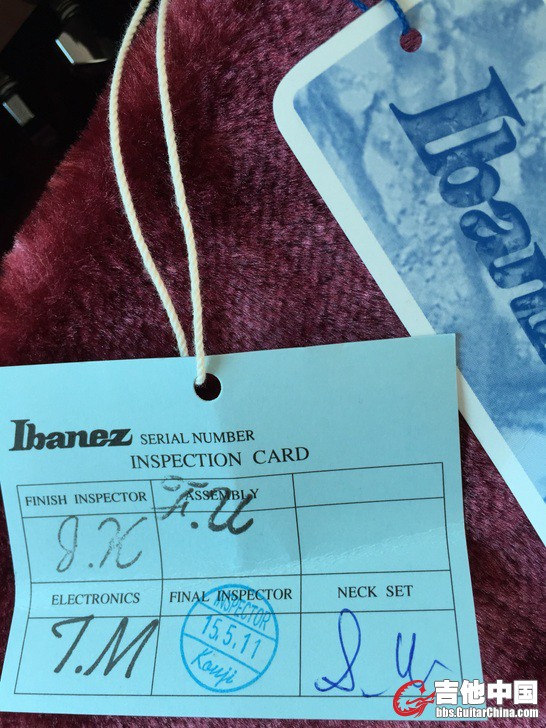 Ibanez
Ibanez SERIAL NUMBER
INSPECTION CARD
FINISH INSPECTOR ASSEMBLY
J.K F.U
ELECTRONICS FINAL INSPECTOR NECK SET
T.M INSPECTOR S.U
15.5.11
Kouji
吉他中国
bbs.GuitarChina.com